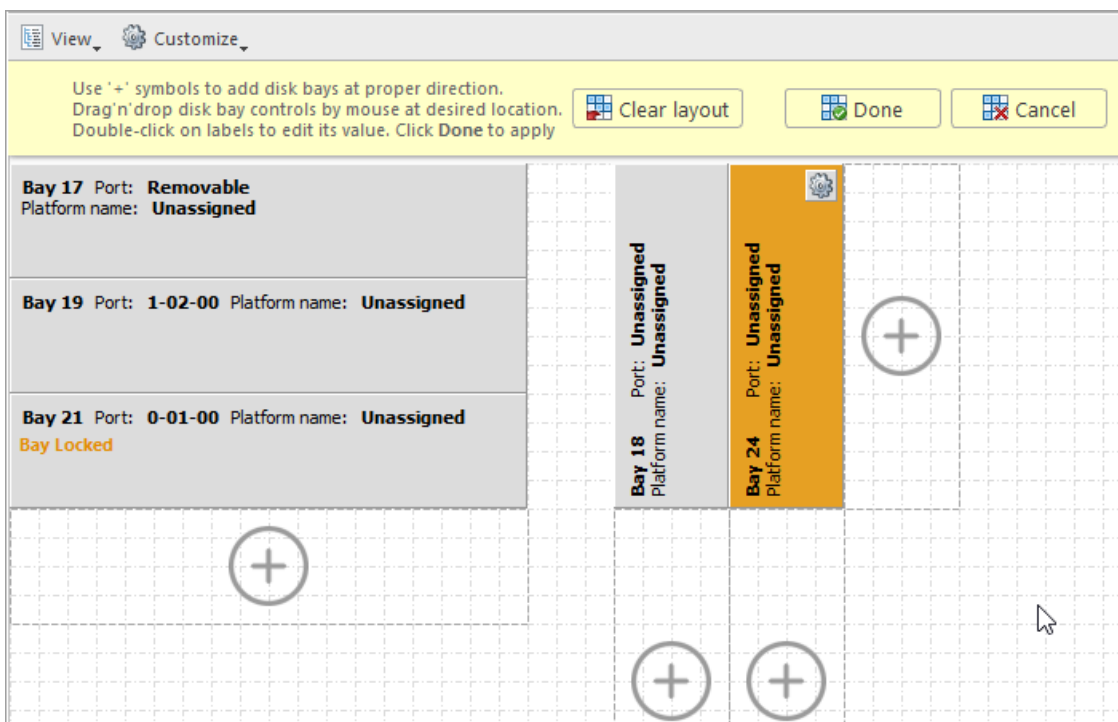 View Customize
Use '+' symbols to add disk bays at proper direction.
Drag'n'drop disk bay controls by mouse at desired location.
Double-click on labels to edit its value. Click Done to apply
Clear layout
Done
Cancel
Bay 17 Port: Removable
Platform name: Unassigned
Bay 19 Port: 1-02-00 Platform name: Unassigned
Bay 21 Port: 0-01-00 Platform name: Unassigned
Bay Locked
Bay 18 Port: Unassigned
Platform name: Unassigned
Bay 24 Port: Unassigned
Platform name: Unassigned